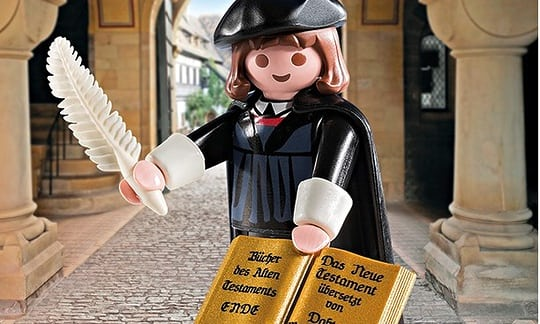 Bücher
des Alten
Testaments
ENDE
Das Neue
Testament
übersetzt
von